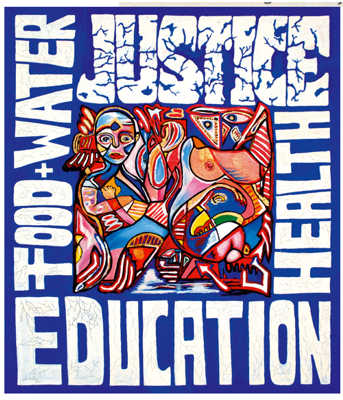 JUSTICE
FOOD + WATER
HEALTH
EDUCATION